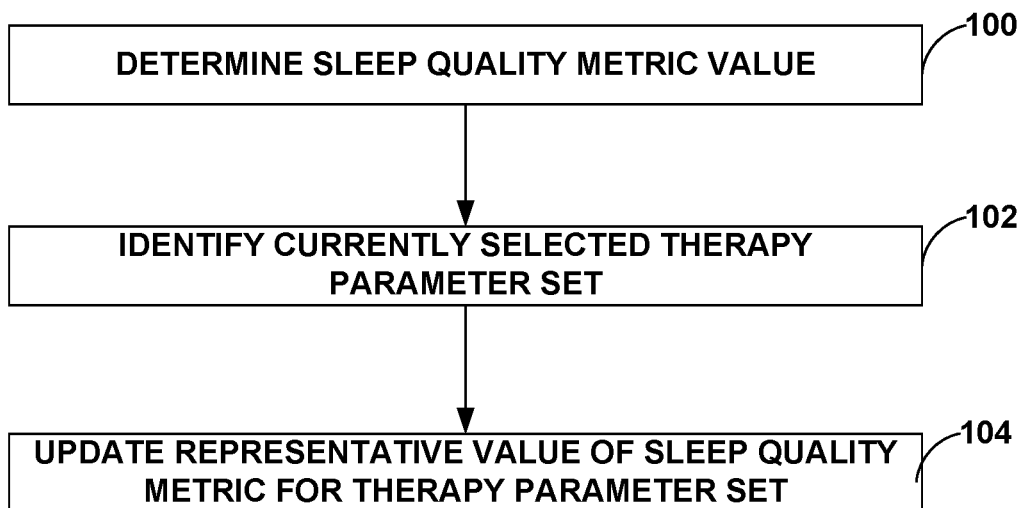 100
DETERMINE SLEEP QUALITY METRIC VALUE
102
IDENTIFY CURRENTLY SELECTED THERAPY
PARAMETER SET
104
UPDATE REPRESENTATIVE VALUE OF SLEEP QUALITY
METRIC FOR THERAPY PARAMETER SET